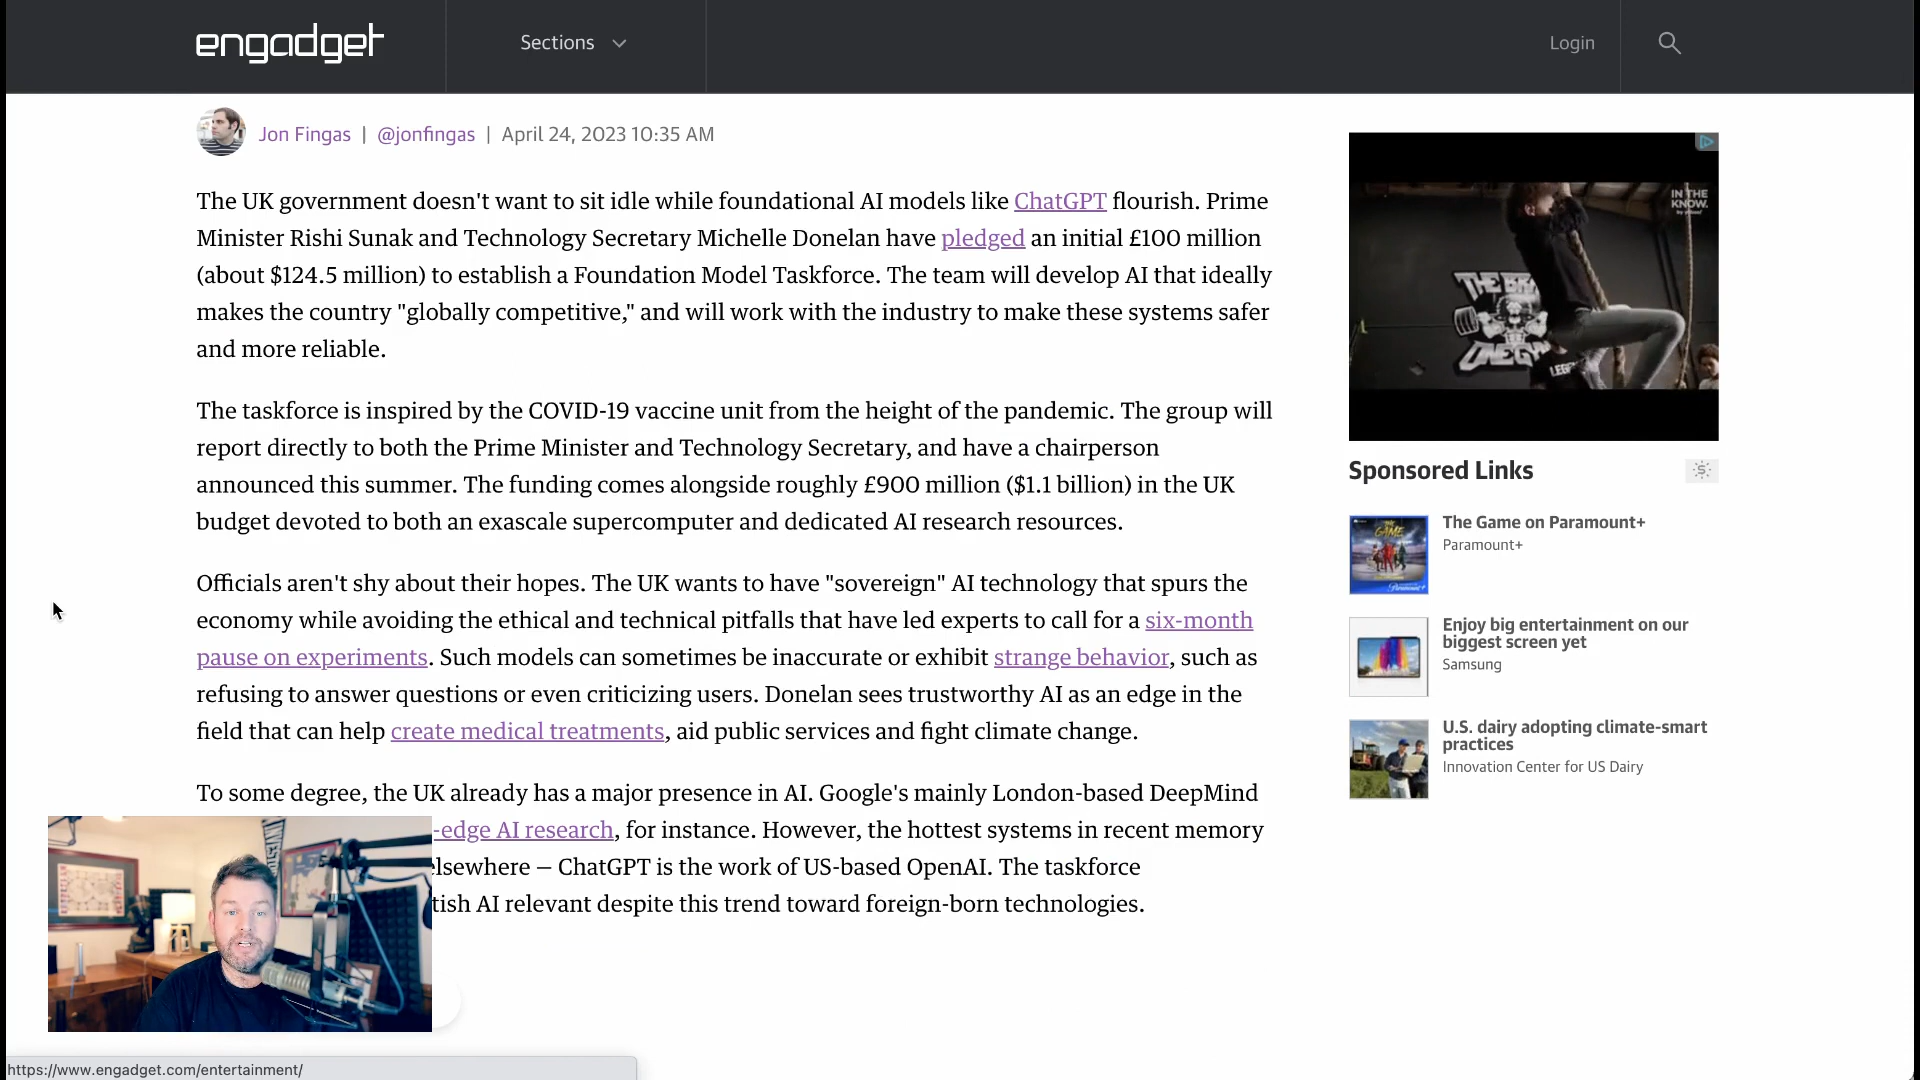 engadget
Sections
Login
Jon Fingas | @jonfingas | April 24, 2023 10:35 AM
The UK government doesn't want to sit idle while foundational AI models like ChatGPT flourish. Prime
Minister Rishi Sunak and Technology Secretary Michelle Donelan have pledged an initial £100 million
(about $124.5 million) to establish a Foundation Model Taskforce. The team will develop AI that ideally
makes the country "globally competitive," and will work with the industry to make these systems safer
and more reliable.
The taskforce is inspired by the COVID-19 vaccine unit from the height of the pandemic. The group will
report directly to both the Prime Minister and Technology Secretary, and have a chairperson
announced this summer. The funding comes alongside roughly £900 million ($1.1 billion) in the UK
budget devoted to both an exascale supercomputer and dedicated AI research resources.
Officials aren't shy about their hopes. The UK wants to have "sovereign" AI technology that spurs the
economy while avoiding the ethical and technical pitfalls that have led experts to call for a six-month
pause on experiments. Such models can sometimes be inaccurate or exhibit strange behavior, such as
refusing to answer questions or even criticizing users. Donelan sees trustworthy AI as an edge in the
field that can help create medical treatments, aid public services and fight climate change.
To some degree, the UK already has a major presence in AI. Google's mainly London-based DeepMind
-edge AI research, for instance. However, the hottest systems in recent memory
elsewhere — ChatGPT is the work of US-based OpenAI. The taskforce
tish AI relevant despite this trend toward foreign-born technologies.
IN THE
KNOW.
by yahoo!
THE
Sponsored Links
The Game on Paramount+
Paramount+
Enjoy big entertainment on our
biggest screen yet
Samsung
U.S. dairy adopting climate-smart
practices
Innovation Center for US Dairy
https://www.engadget.com/entertainment/